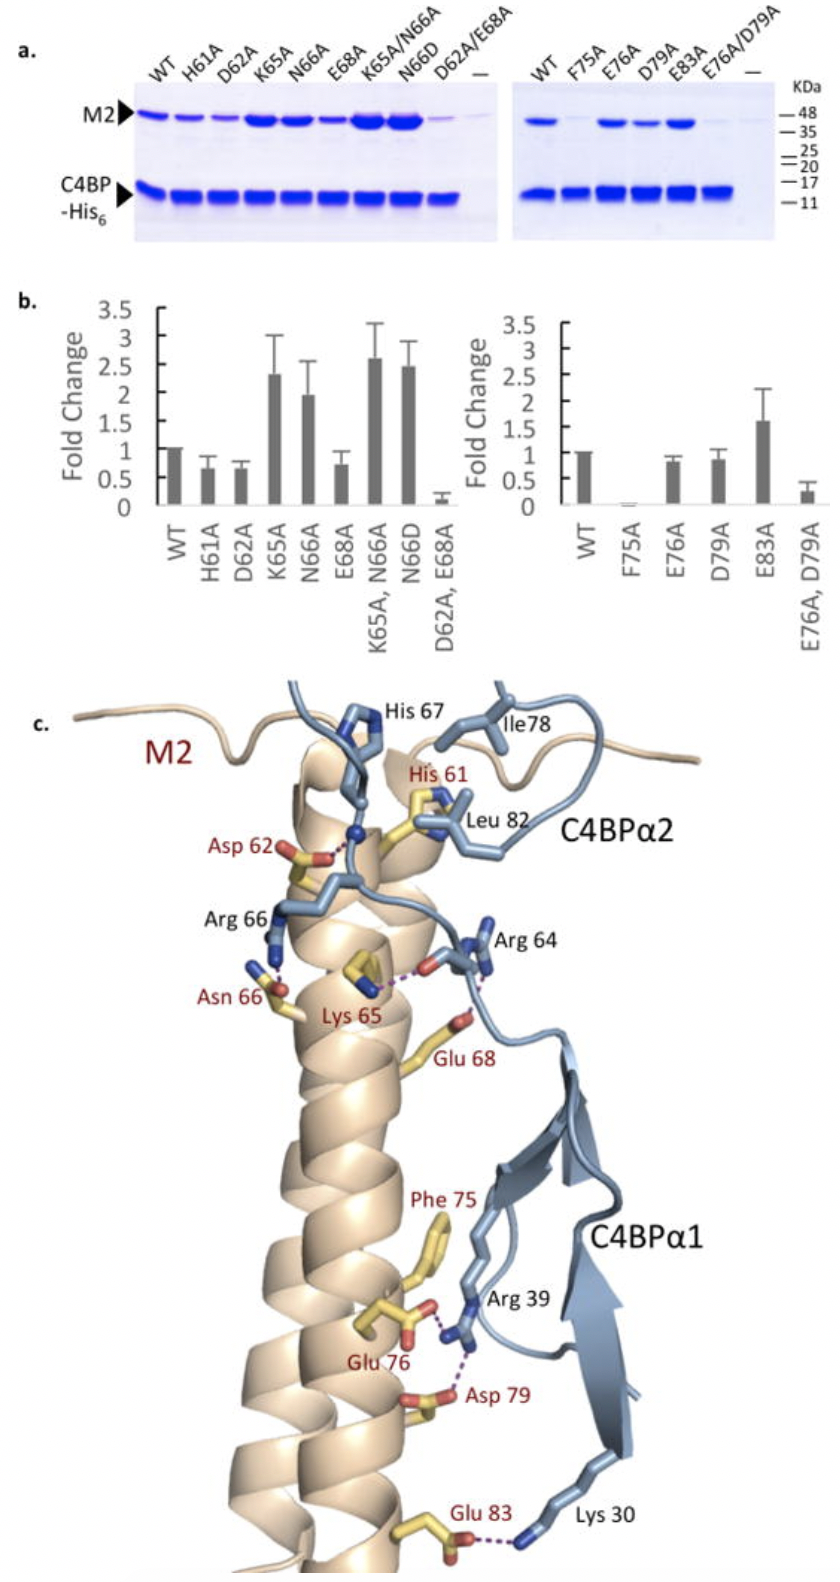 a.
WT H61A D62A K65A N66A E68A K65A/N66A N66D D62A/E68A —
WT F75A E76A D79A E83A E76A/D79A —
KDa
M2
C4BP
-His6
48
35
25
20
17
11
b.
Fold Change
3.5
3
2.5
2
1.5
1
0.5
0
WT H61A D62A K65A N66A E68A K65A, N66A N66D D62A, E68A
Fold Change
3.5
3
2.5
2
1.5
1
0.5
0
WT F75A E76A D79A E83A E76A, D79A
c.
M2
His 67
Ile78
His 61
Leu 82
C4BPα2
Asp 62
Arg 66
Arg 64
Asn 66
Lys 65
Glu 68
Phe 75
C4BPα1
Arg 39
Glu 76
Asp 79
Glu 83
Lys 30